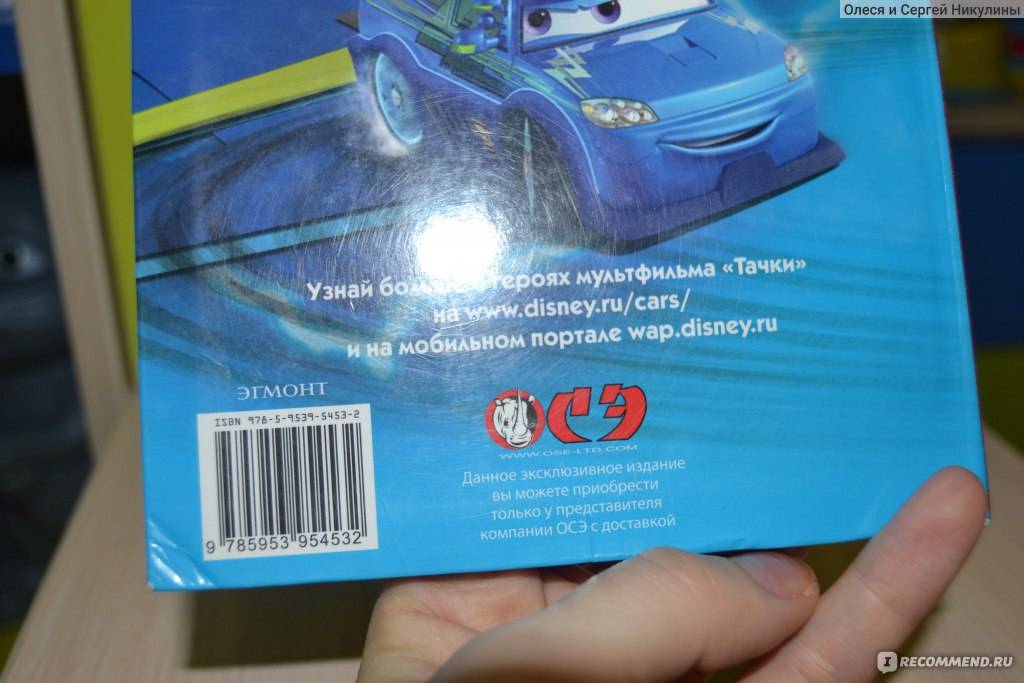 Олеся и Сергей Никулины
Узнай героях мультфильма «Тачки»
на www.disney.ru/cars/
и на мобильном портале wap.disney.ru
ЭГМОНТ
ISBN 978-5-9539-5453-2
9 785953 954532
ОСЭ
WWW.OSE-LTD.COM
Данное эксклюзивное издание
вы можете приобрести
только у представителя
компании ОСЭ с доставкой
IRECOMMEND.RU